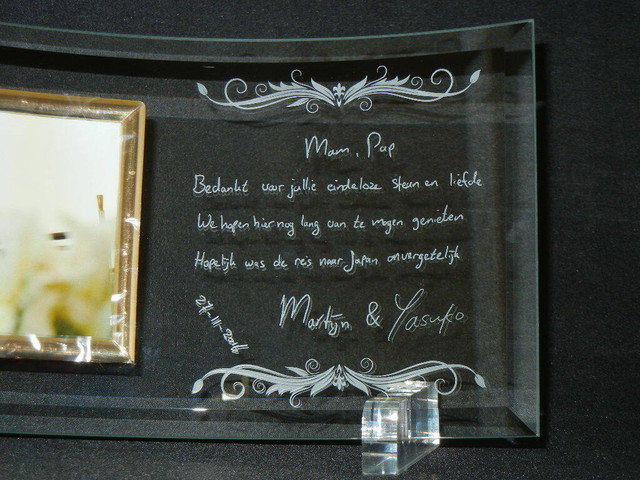 Mam, Pap
Bedankt voor jullie eindeloze steun en liefde
We hopen hier nog lang van te mogen genieten
Hopelijk was de reis naar Japan onvergetelijk
Martijn & Yasuko
27-III-2016